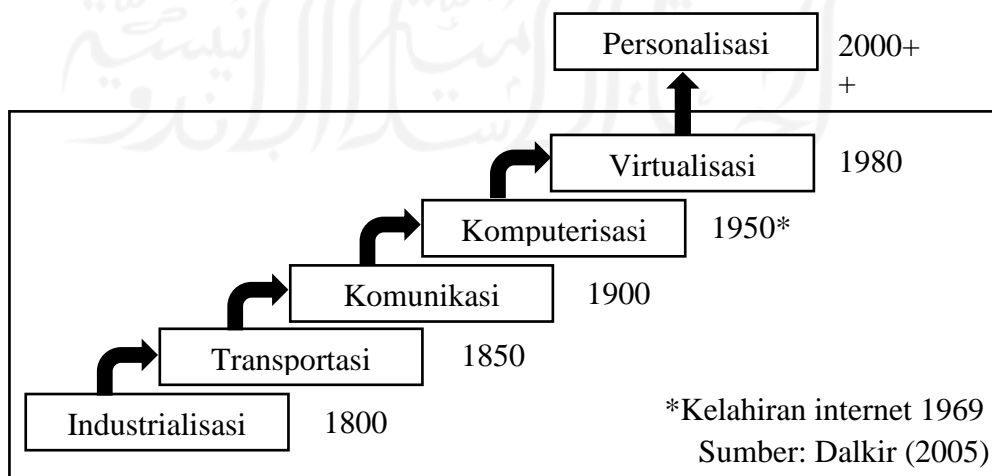 Personalisasi 2000+
+
Virtualisasi 1980
Komputerisasi 1950*
Komunikasi 1900
Transportasi 1850
Industrialisasi 1800
*Kelahiran internet 1969
Sumber: Dalkir (2005)